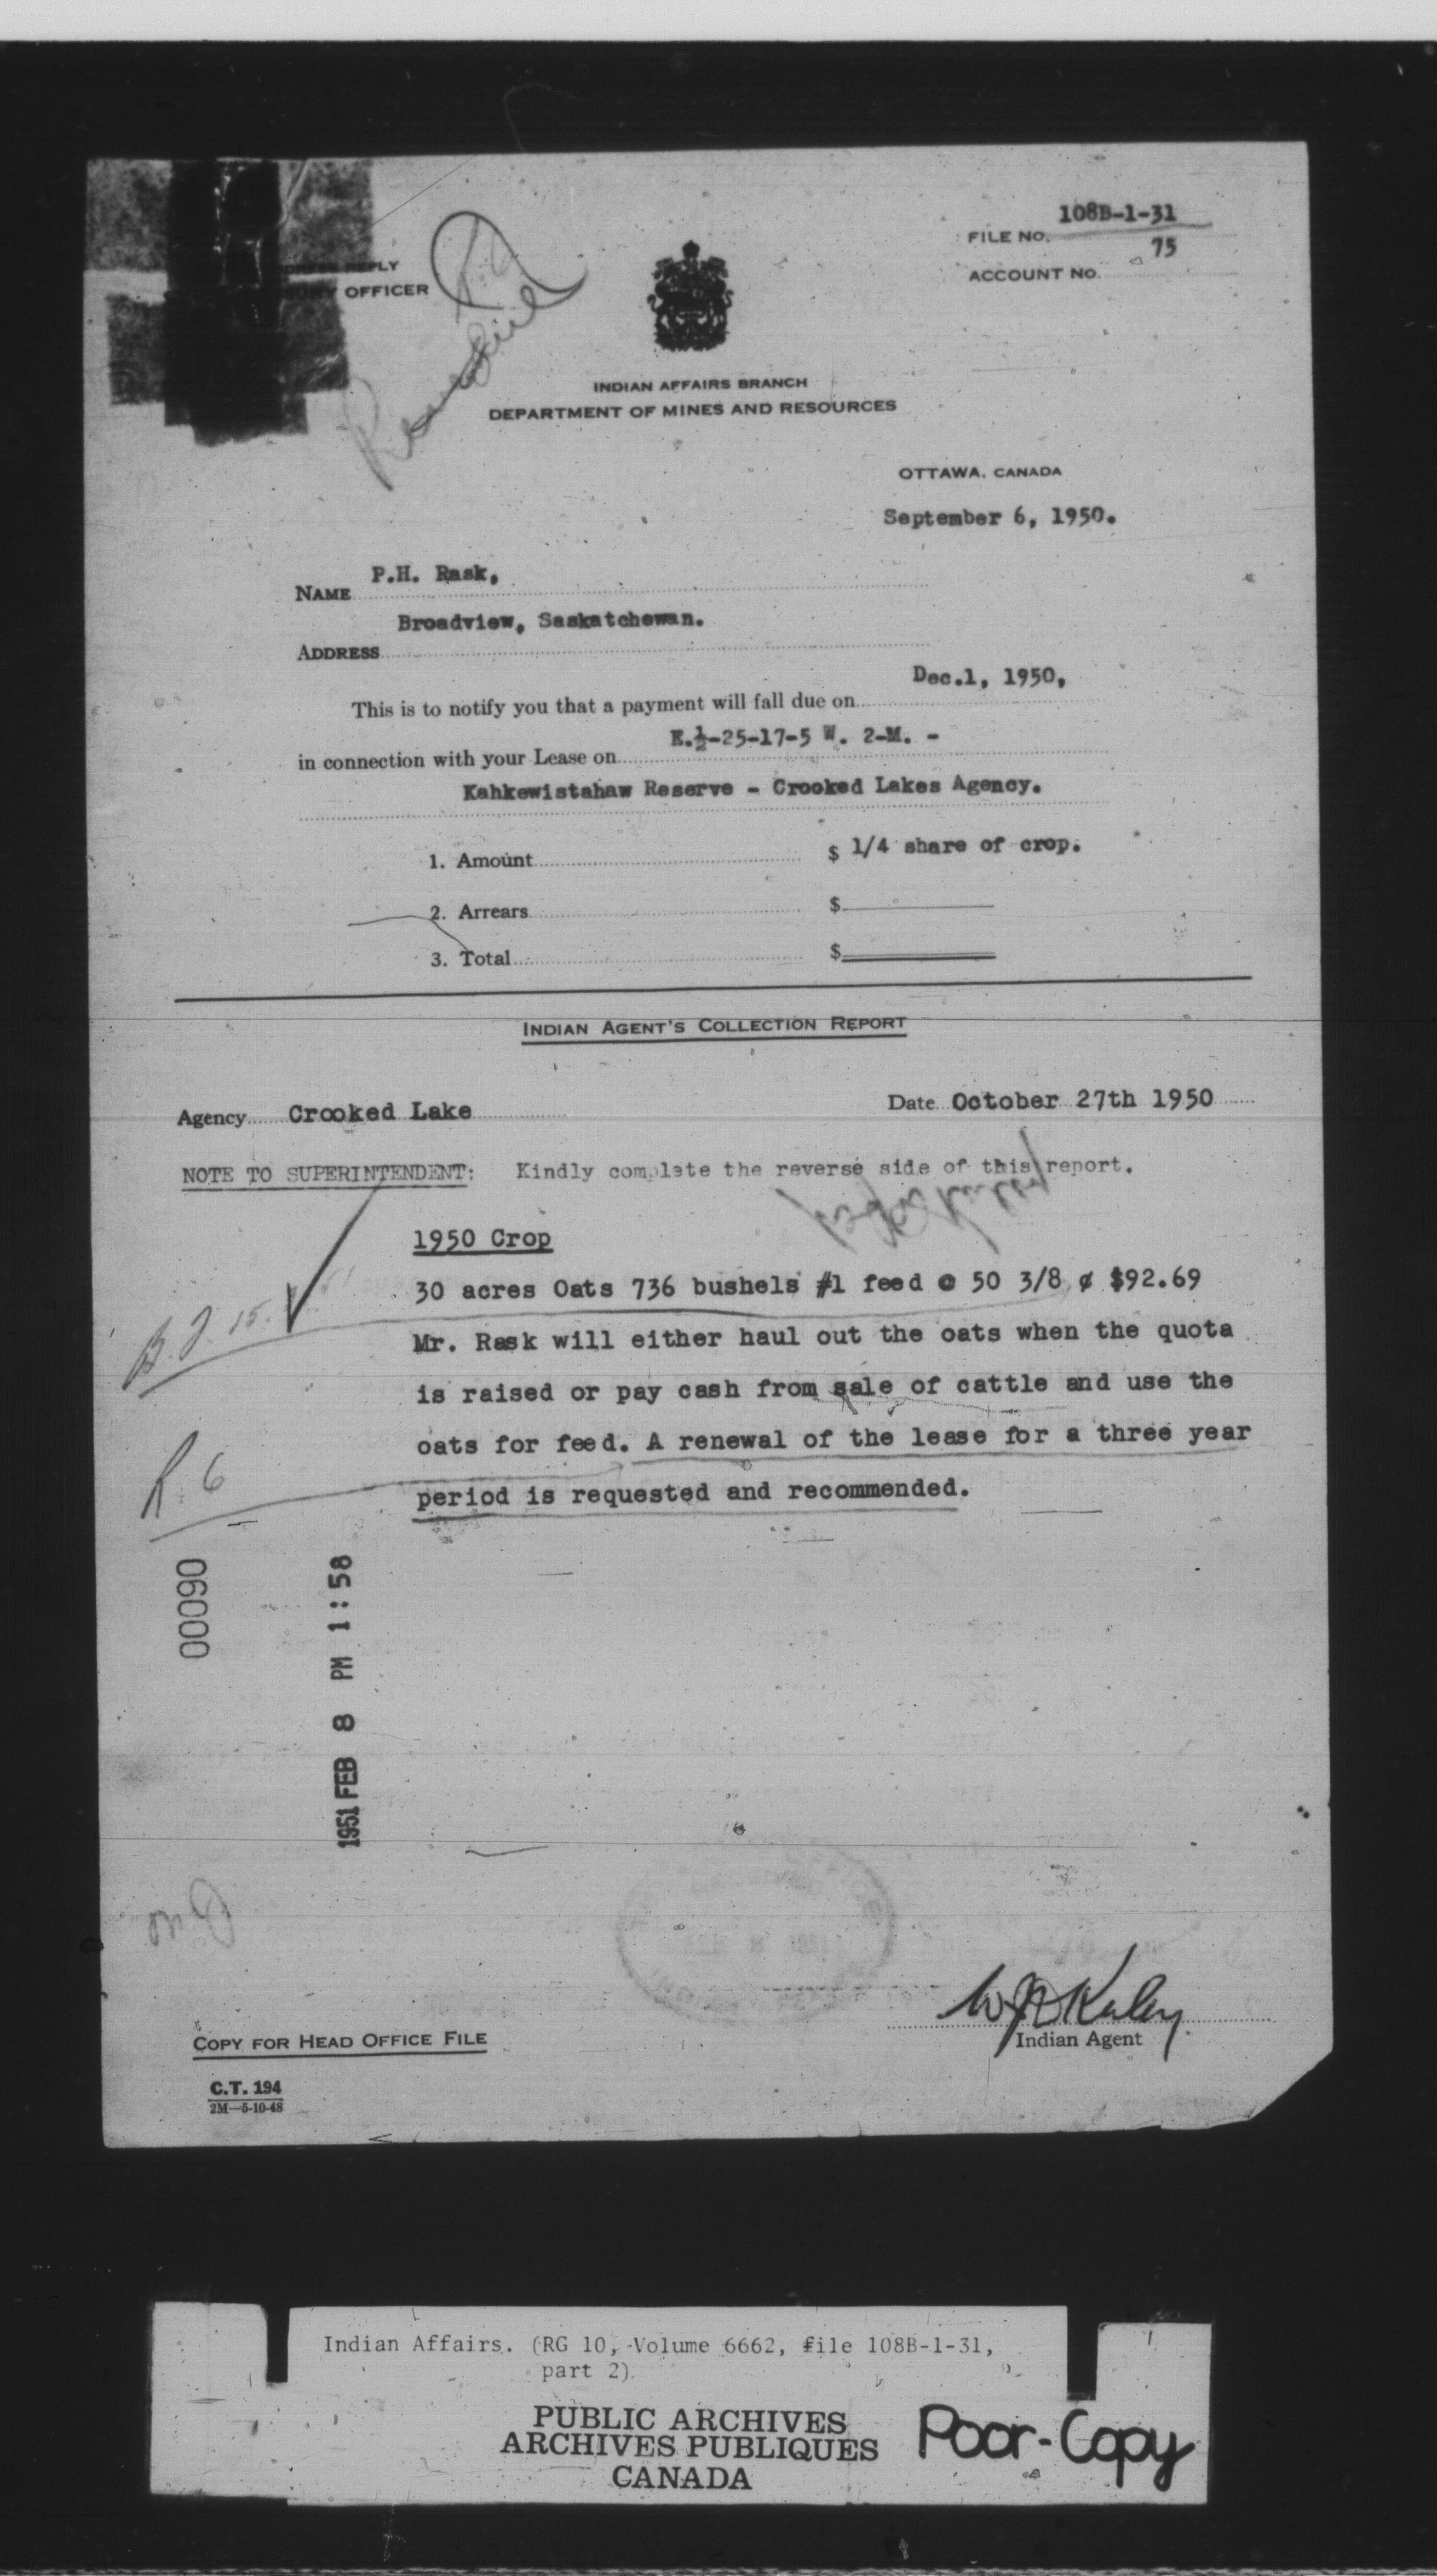 108B-1-31
FILE NO.
75
ACCOUNT NO.
REPLY
OFFICER
INDIAN AFFAIRS BRANCH
DEPARTMENT OF MINES AND RESOURCES
OTTAWA, CANADA
September 6, 1950.
P.H. Rask,
NAME
Broadview, Saskatchewan.
ADDRESS
Dec.1, 1950,
This is to notify you that a payment will fall due on
E.½-25-17-5 W. 2-M. -
in connection with your Lease on
Kahkewistahaw Reserve - Crooked Lakes Agency.
1. Amount $ 1/4 share of crop.
2. Arrears $
3. Total $
INDIAN AGENT'S COLLECTION REPORT
Agency Crooked Lake Date October 27th 1950
NOTE TO SUPERINTENDENT: Kindly complete the reverse side of this report.
1950 Crop
30 acres Oats 736 bushels #1 feed @ 50 3/8 ¢ $92.69
Mr. Rask will either haul out the oats when the quota
is raised or pay cash from sale of cattle and use the
oats for feed. A renewal of the lease for a three year
period is requested and recommended.
R 6
00090
1951 FEB 8 PM 1:58
Indian Agent
COPY FOR HEAD OFFICE FILE
C.T. 194
2M—5-10-48
Indian Affairs. (RG 10, Volume 6662, file 108B-1-31,
part 2)
PUBLIC ARCHIVES
ARCHIVES PUBLIQUES
CANADA
Poor-Copy